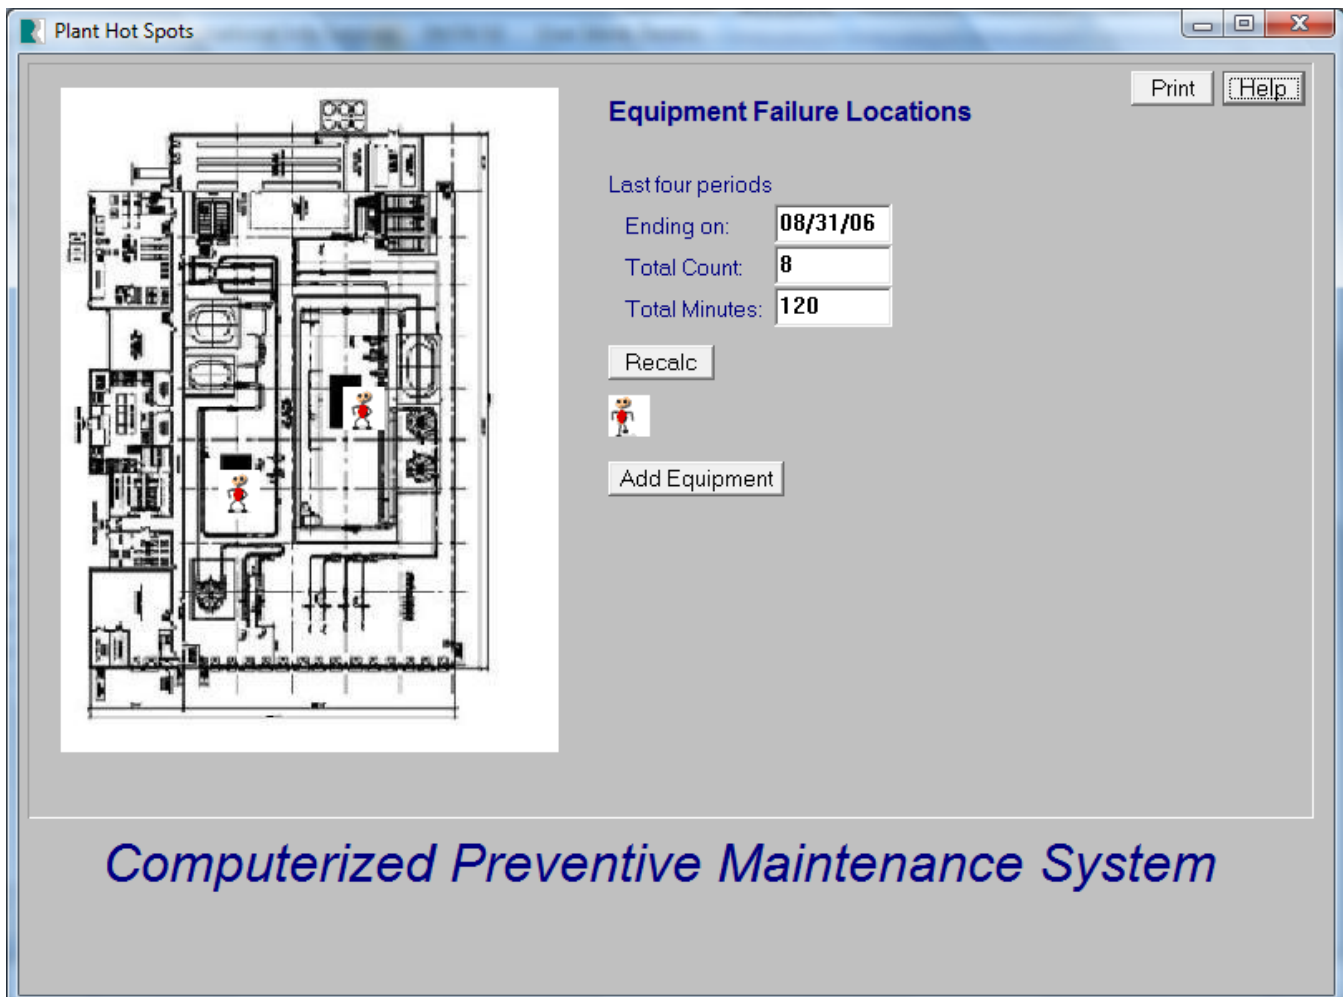 Plant Hot Spots
Print Help
Equipment Failure Locations
Last four periods
Ending on: 08/31/06
Total Count: 8
Total Minutes: 120
Recalc
Add Equipment
Computerized Preventive Maintenance System